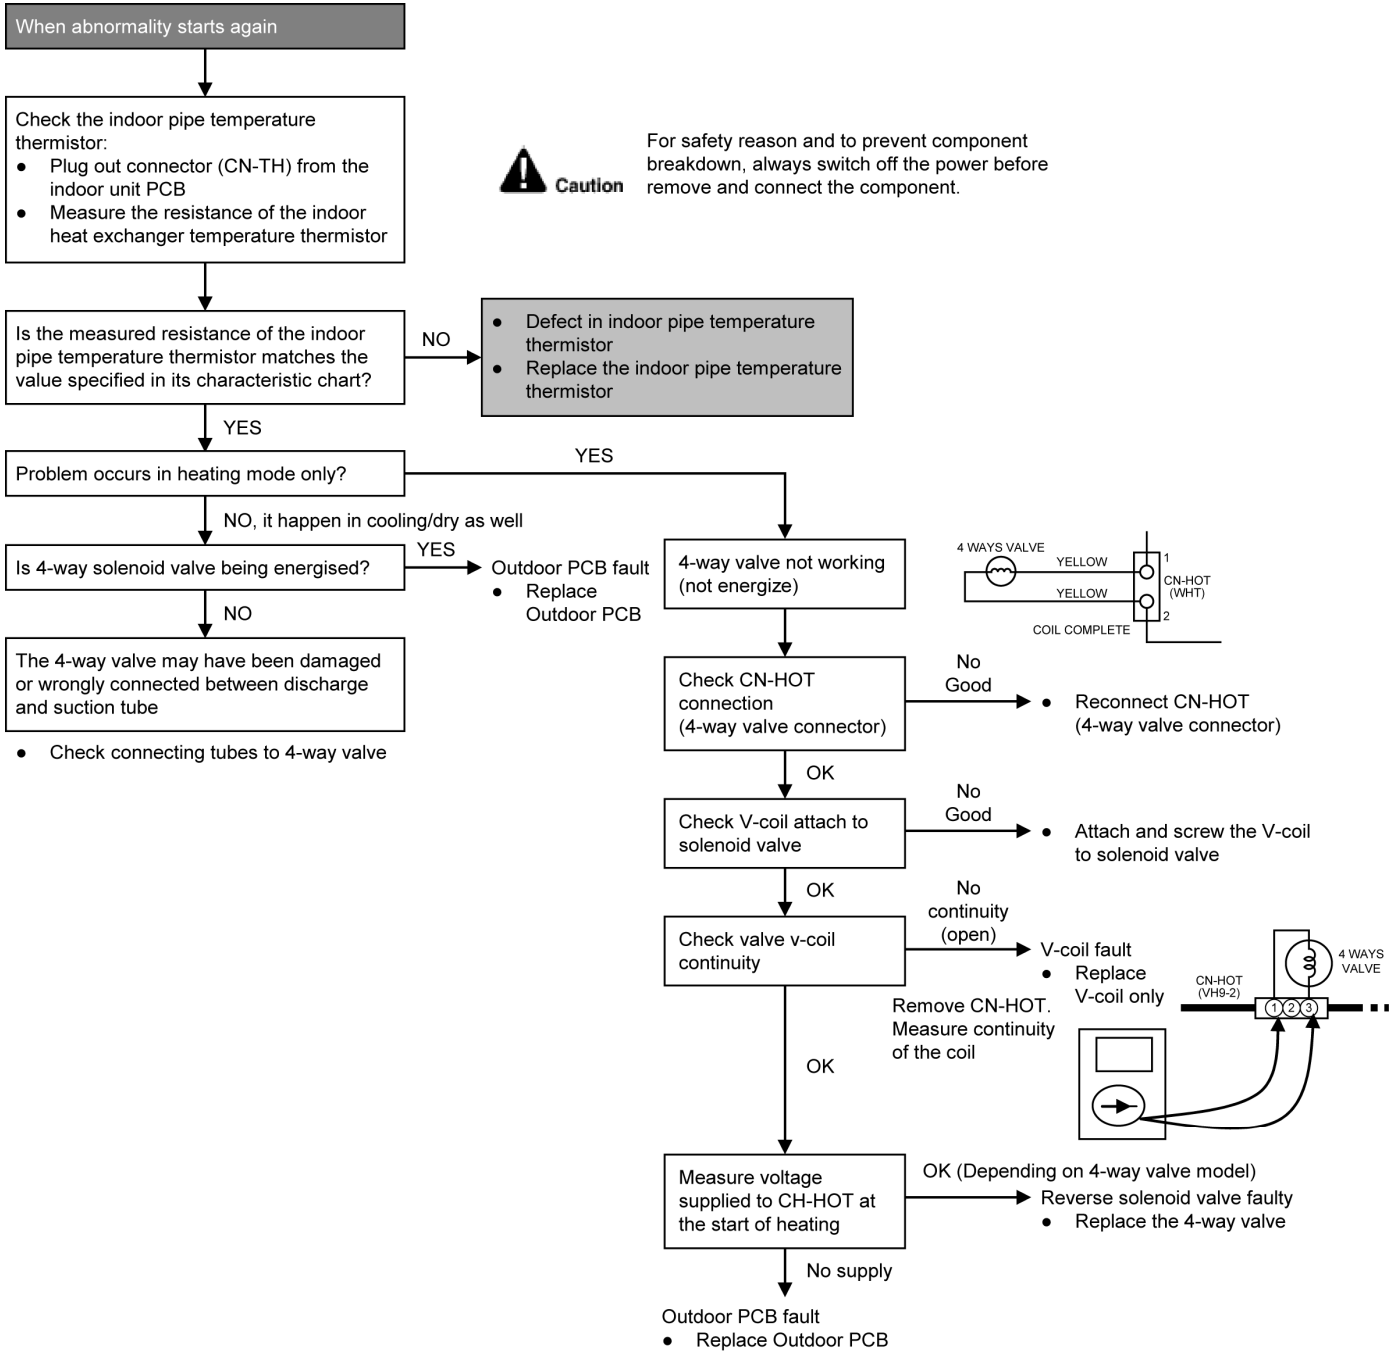 When abnormality starts again
Check the indoor pipe temperature
thermistor:
● Plug out connector (CN-TH) from the
indoor unit PCB
● Measure the resistance of the indoor
heat exchanger temperature thermistor
Caution
For safety reason and to prevent component
breakdown, always switch off the power before
remove and connect the component.
Is the measured resistance of the indoor
pipe temperature thermistor matches the
value specified in its characteristic chart?
NO
● Defect in indoor pipe temperature
thermistor
● Replace the indoor pipe temperature
thermistor
YES
Problem occurs in heating mode only?
YES
NO, it happen in cooling/dry as well
Is 4-way solenoid valve being energised?
YES
Outdoor PCB fault
● Replace
Outdoor PCB
NO
The 4-way valve may have been damaged
or wrongly connected between discharge
and suction tube
● Check connecting tubes to 4-way valve
4-way valve not working
(not energize)
4 WAYS VALVE
YELLOW
YELLOW
1
CN-HOT
(WHT)
2
COIL COMPLETE
Check CN-HOT
connection
(4-way valve connector)
No
Good
● Reconnect CN-HOT
(4-way valve connector)
OK
Check V-coil attach to
solenoid valve
No
Good
● Attach and screw the V-coil
to solenoid valve
OK
Check valve v-coil
continuity
No
continuity
(open)
V-coil fault
● Replace
V-coil only
Remove CN-HOT.
Measure continuity
of the coil
CN-HOT
(VH9-2)
4 WAYS
VALVE
1 2 3
OK
Measure voltage
supplied to CH-HOT at
the start of heating
OK (Depending on 4-way valve model)
Reverse solenoid valve faulty
● Replace the 4-way valve
No supply
Outdoor PCB fault
● Replace Outdoor PCB